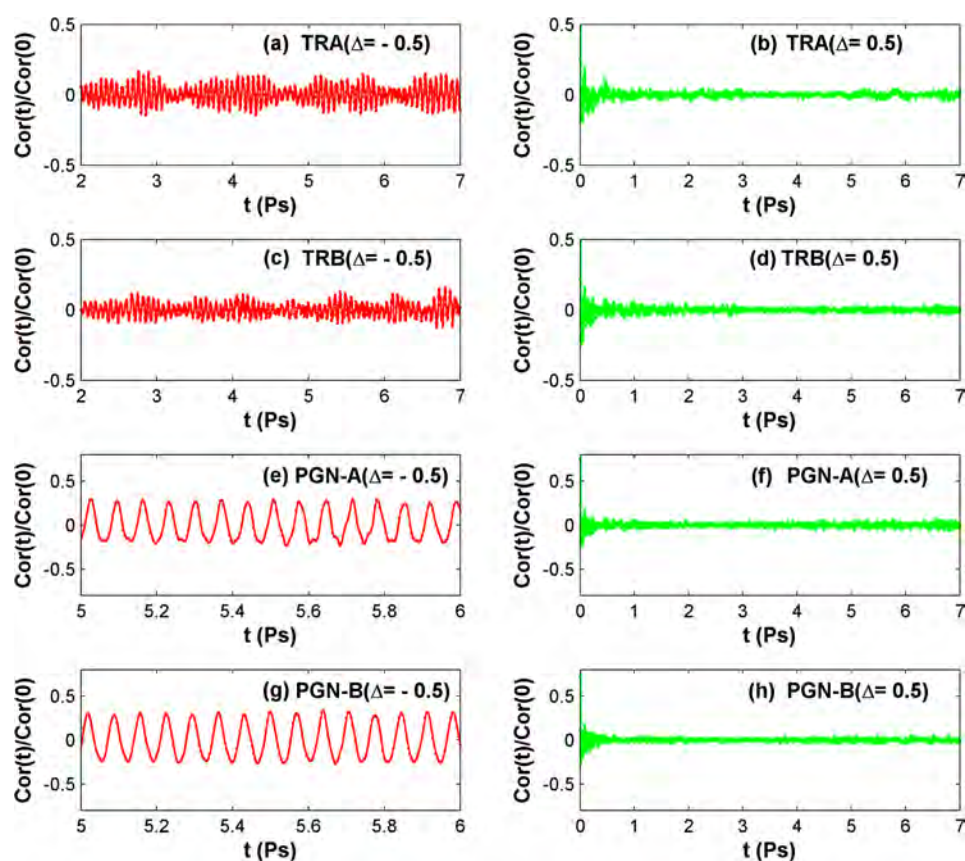 (a) TRA(Δ= - 0.5)
Cor(t)/Cor(0)
0.5
0
-0.5
2 3 4 5 6 7
t (Ps)
(b) TRA(Δ= 0.5)
Cor(t)/Cor(0)
0.5
0
-0.5
0 1 2 3 4 5 6 7
t (Ps)
(c) TRB(Δ= - 0.5)
Cor(t)/Cor(0)
0.5
0
-0.5
2 3 4 5 6 7
t (Ps)
(d) TRB(Δ= 0.5)
Cor(t)/Cor(0)
0.5
0
-0.5
0 1 2 3 4 5 6 7
t (Ps)
(e) PGN-A(Δ= - 0.5)
Cor(t)/Cor(0)
0.5
0
-0.5
5 5.2 5.4 5.6 5.8 6
t (Ps)
(f) PGN-A(Δ= 0.5)
Cor(t)/Cor(0)
0.5
0
-0.5
0 1 2 3 4 5 6 7
t (Ps)
(g) PGN-B(Δ= - 0.5)
Cor(t)/Cor(0)
0.5
0
-0.5
5 5.2 5.4 5.6 5.8 6
t (Ps)
(h) PGN-B(Δ= 0.5)
Cor(t)/Cor(0)
0.5
0
-0.5
0 1 2 3 4 5 6 7
t (Ps)